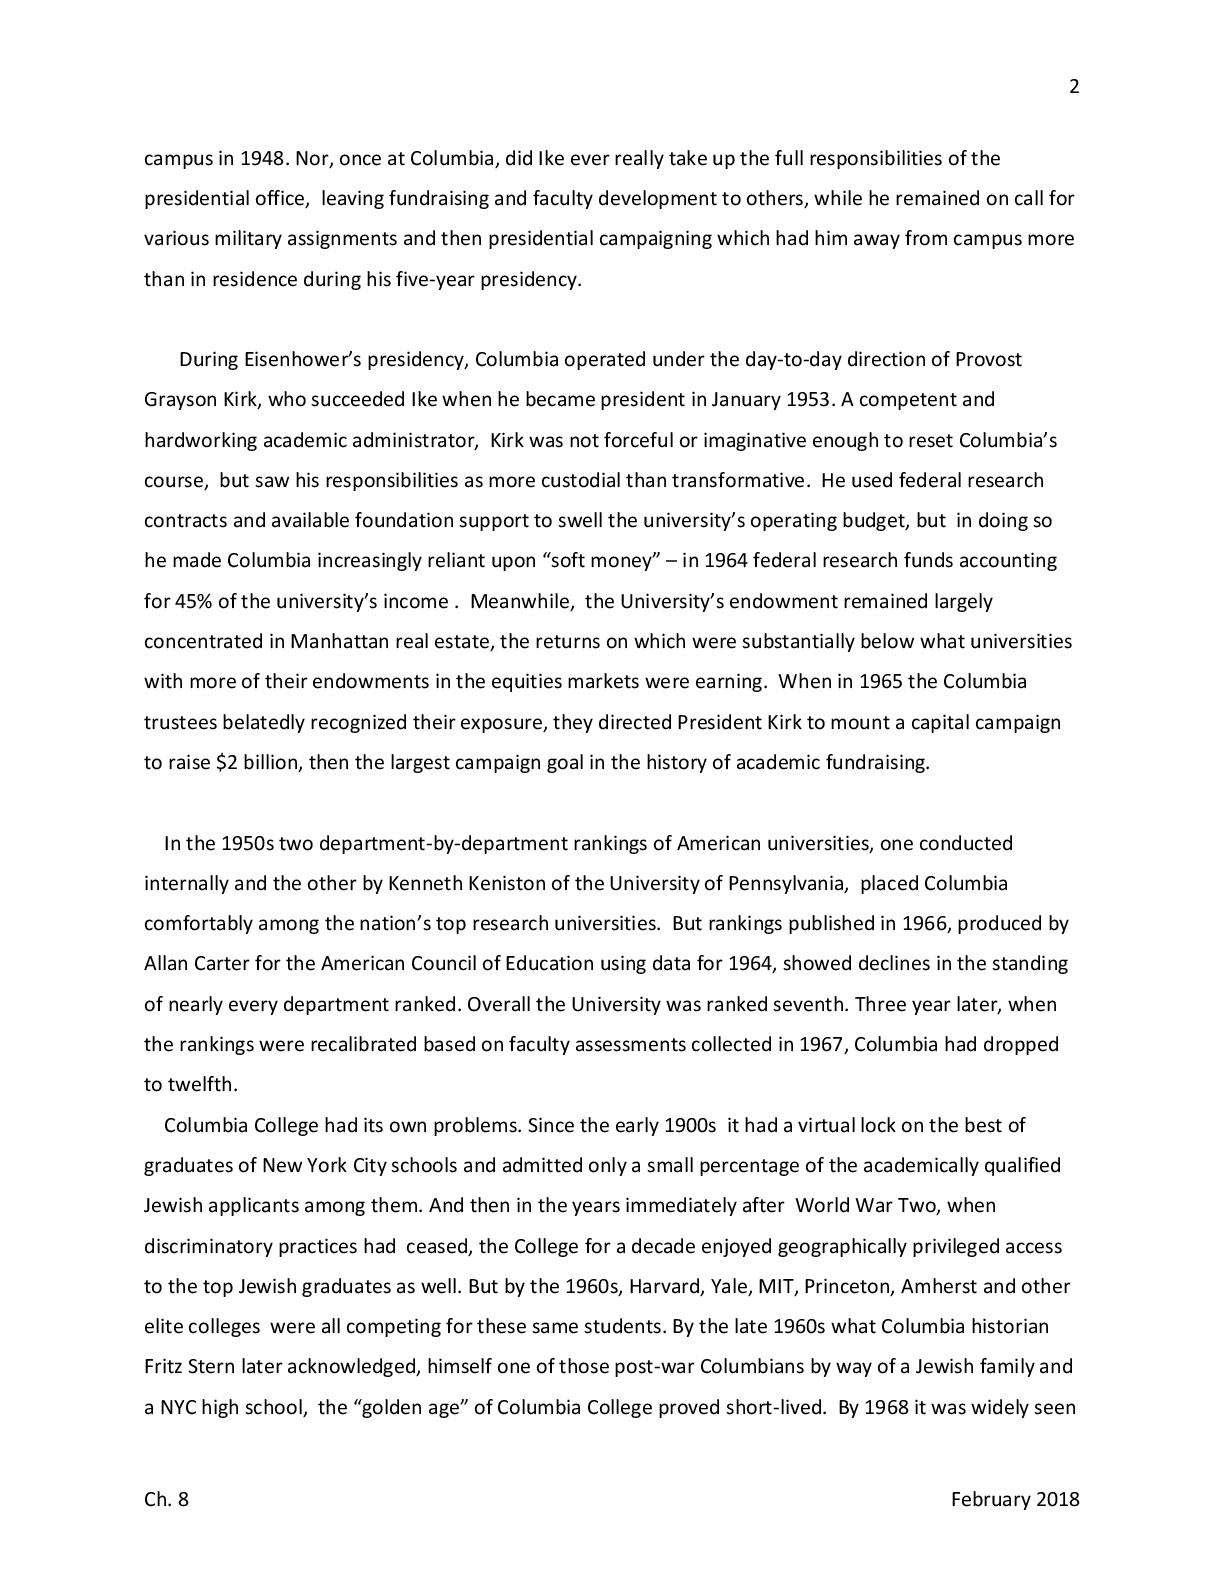 2
campus in 1948. Nor, once at Columbia, did Ike ever really take up the full responsibilities of the
presidential office,  leaving fundraising and faculty development to others, while he remained on call for
various military assignments and then presidential campaigning which had him away from campus more
than in residence during his five-year presidency.
During Eisenhower’s presidency, Columbia operated under the day-to-day direction of Provost
Grayson Kirk, who succeeded Ike when he became president in January 1953. A competent and
hardworking academic administrator,  Kirk was not forceful or imaginative enough to reset Columbia’s
course,  but saw his responsibilities as more custodial than transformative.  He used federal research
contracts and available foundation support to swell the university’s operating budget, but  in doing so
he made Columbia increasingly reliant upon “soft money” – in 1964 federal research funds accounting
for 45% of the university’s income .  Meanwhile,  the University’s endowment remained largely
concentrated in Manhattan real estate, the returns on which were substantially below what universities
with more of their endowments in the equities markets were earning.  When in 1965 the Columbia
trustees belatedly recognized their exposure, they directed President Kirk to mount a capital campaign
to raise $2 billion, then the largest campaign goal in the history of academic fundraising.
In the 1950s two department-by-department rankings of American universities, one conducted
internally and the other by Kenneth Keniston of the University of Pennsylvania,  placed Columbia
comfortably among the nation’s top research universities.  But rankings published in 1966, produced by
Allan Carter for the American Council of Education using data for 1964, showed declines in the standing
of nearly every department ranked. Overall the University was ranked seventh. Three year later, when
the rankings were recalibrated based on faculty assessments collected in 1967, Columbia had dropped
to twelfth.
Columbia College had its own problems. Since the early 1900s  it had a virtual lock on the best of
graduates of New York City schools and admitted only a small percentage of the academically qualified
Jewish applicants among them. And then in the years immediately after  World War Two, when
discriminatory practices had  ceased, the College for a decade enjoyed geographically privileged access
to the top Jewish graduates as well. But by the 1960s, Harvard, Yale, MIT, Princeton, Amherst and other
elite colleges  were all competing for these same students. By the late 1960s what Columbia historian
Fritz Stern later acknowledged, himself one of those post-war Columbians by way of a Jewish family and
a NYC high school,  the “golden age” of Columbia College proved short-lived.  By 1968 it was widely seen
Ch. 8
February 2018